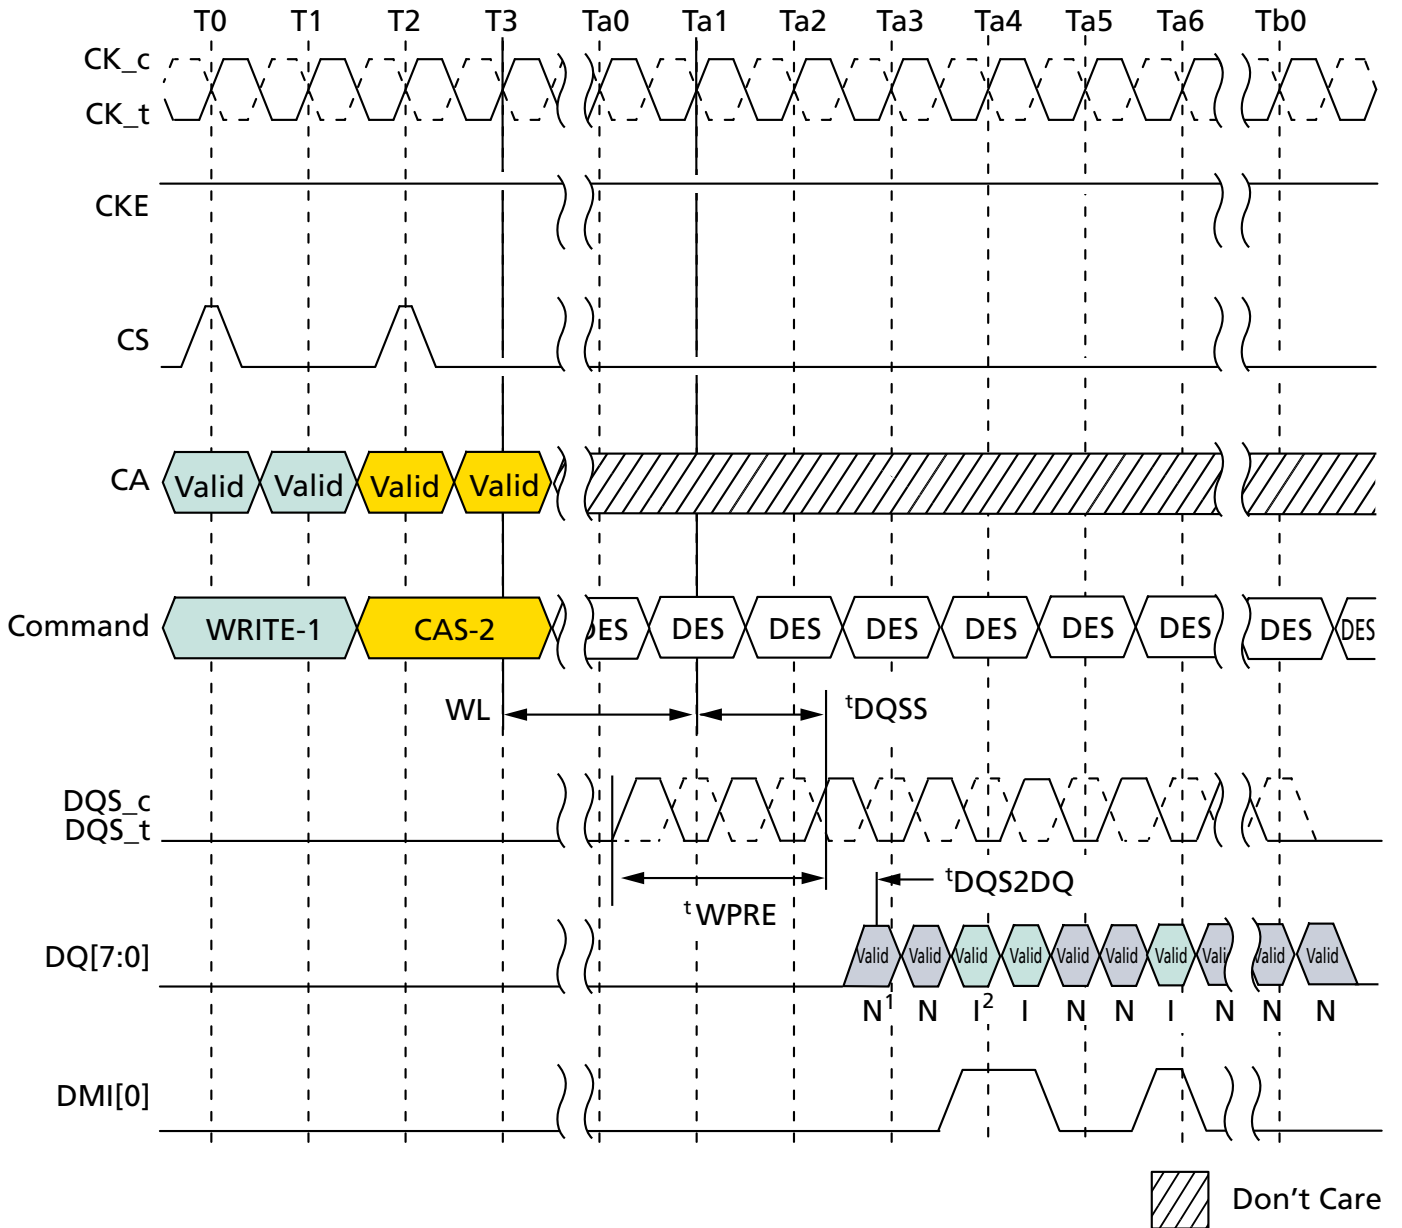 T0 T1 T2 T3 Ta0 Ta1 Ta2 Ta3 Ta4 Ta5 Ta6 Tb0
CK_c
CK_t
CKE
CS
CA Valid Valid Valid Valid
Command WRITE-1 CAS-2 DES DES DES DES DES DES DES DES DES
WL tDQSS
DQS_c
DQS_t
tDQS2DQ
tWPRE
DQ[7:0] Valid Valid Valid Valid Valid Valid Valid Vali Valid Valid
N1 N I2 I N N I N N N
DMI[0]
Don't Care